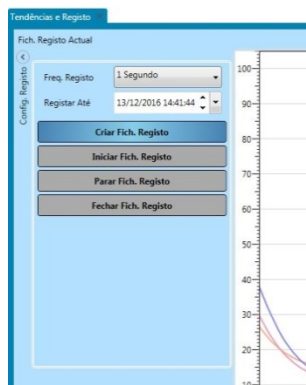 Tendências e Registo
Fich. Registo Actual
Config. Registo
Freq. Registo 1 Segundo
Registar Até 13/12/2016 14:41:44
Criar Fich. Registo
Iniciar Fich. Registo
Parar Fich. Registo
Fechar Fich. Registo
100
90
80
70
60
50
40
30
20
10